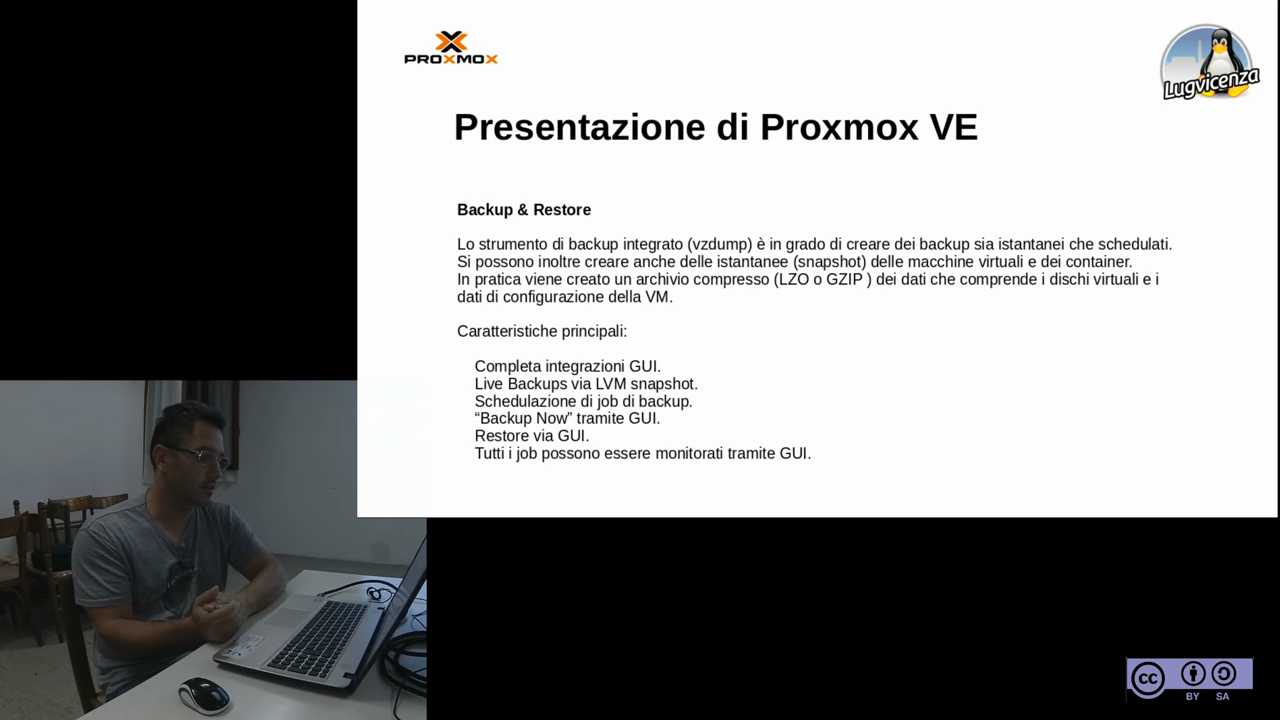 PROXMOX
Lugvicenza
Presentazione di Proxmox VE
Backup & Restore
Lo strumento di backup integrato (vzdump) è in grado di creare dei backup sia istantanei che schedulati.
Si possono inoltre creare anche delle istantanee (snapshot) delle macchine virtuali e dei container.
In pratica viene creato un archivio compresso (LZO o GZIP ) dei dati che comprende i dischi virtuali e i
dati di configurazione della VM.
Caratteristiche principali:
Completa integrazioni GUI.
Live Backups via LVM snapshot.
Schedulazione di job di backup.
“Backup Now” tramite GUI.
Restore via GUI.
Tutti i job possono essere monitorati tramite GUI.
cc
BY SA